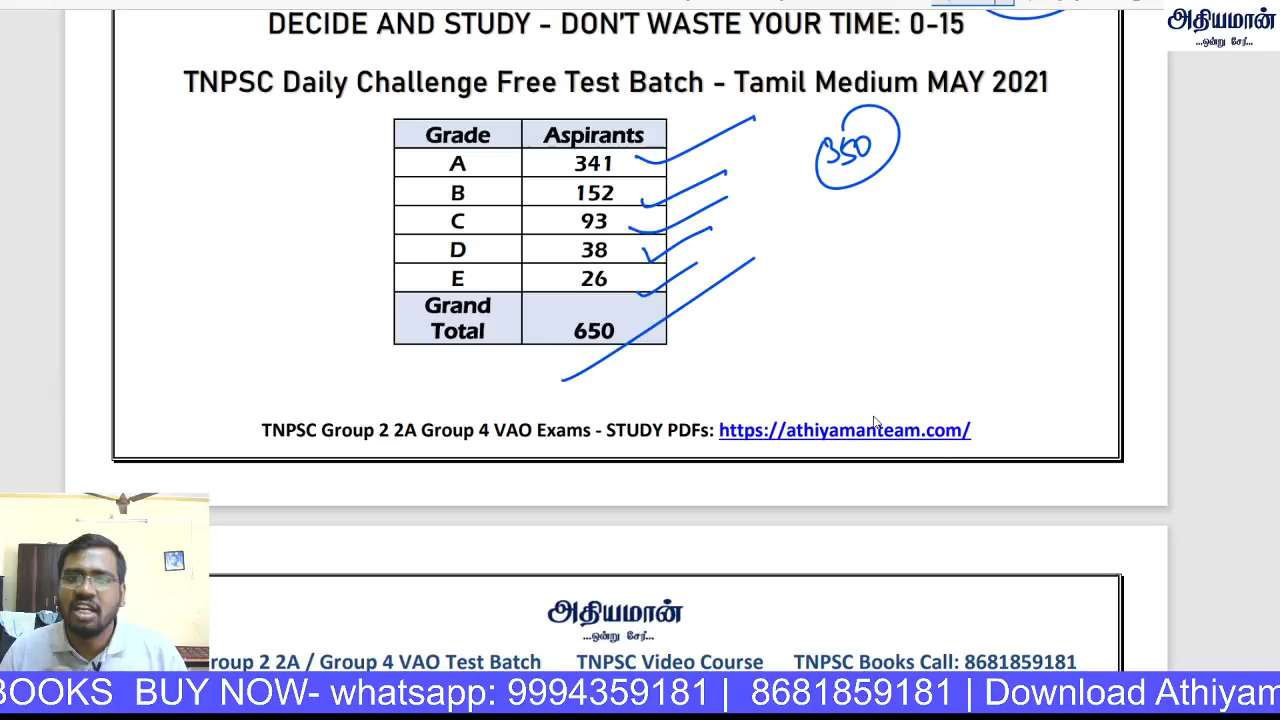 அதியமான்
...ஒன்று சேர்...
DECIDE AND STUDY - DON'T WASTE YOUR TIME: 0-15
TNPSC Daily Challenge Free Test Batch - Tamil Medium MAY 2021
Grade Aspirants
A 341
B 152
C 93
D 38
E 26
Grand Total 650
350
TNPSC Group 2 2A Group 4 VAO Exams - STUDY PDFs: https://athiyamanteam.com/
அதியமான்
...ஒன்று சேர்...
roup 2 2A / Group 4 VAO Test Batch TNPSC Video Course TNPSC Books Call: 8681859181
BOOKS BUY NOW- whatsapp: 9994359181 | 8681859181 | Download Athiyam